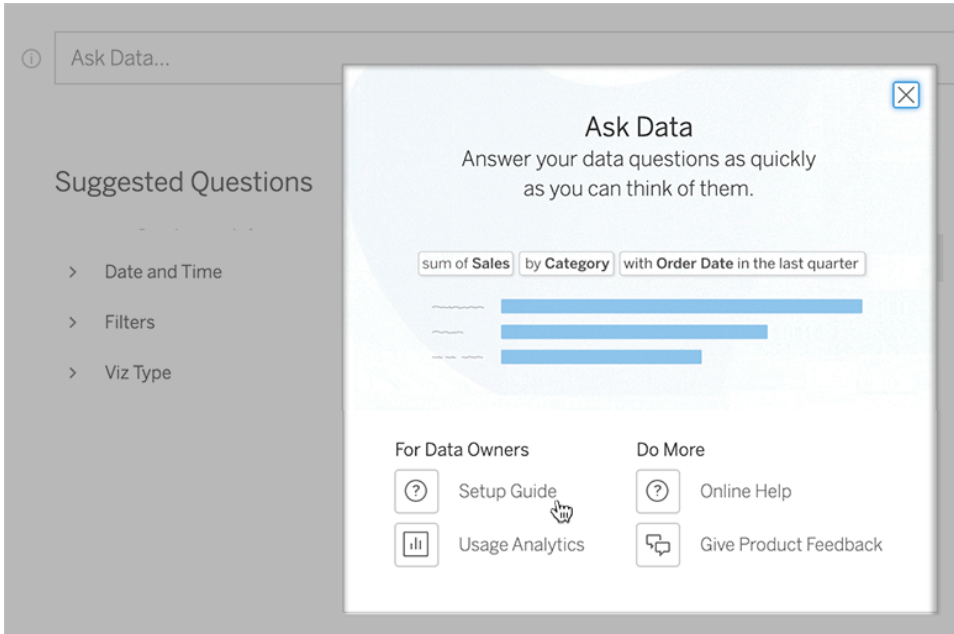 Ask Data...
Suggested Questions
Date and Time
Filters
Viz Type
Ask Data
Answer your data questions as quickly
as you can think of them.
sum of Sales by Category with Order Date in the last quarter
For Data Owners
Setup Guide
Usage Analytics
Do More
Online Help
Give Product Feedback